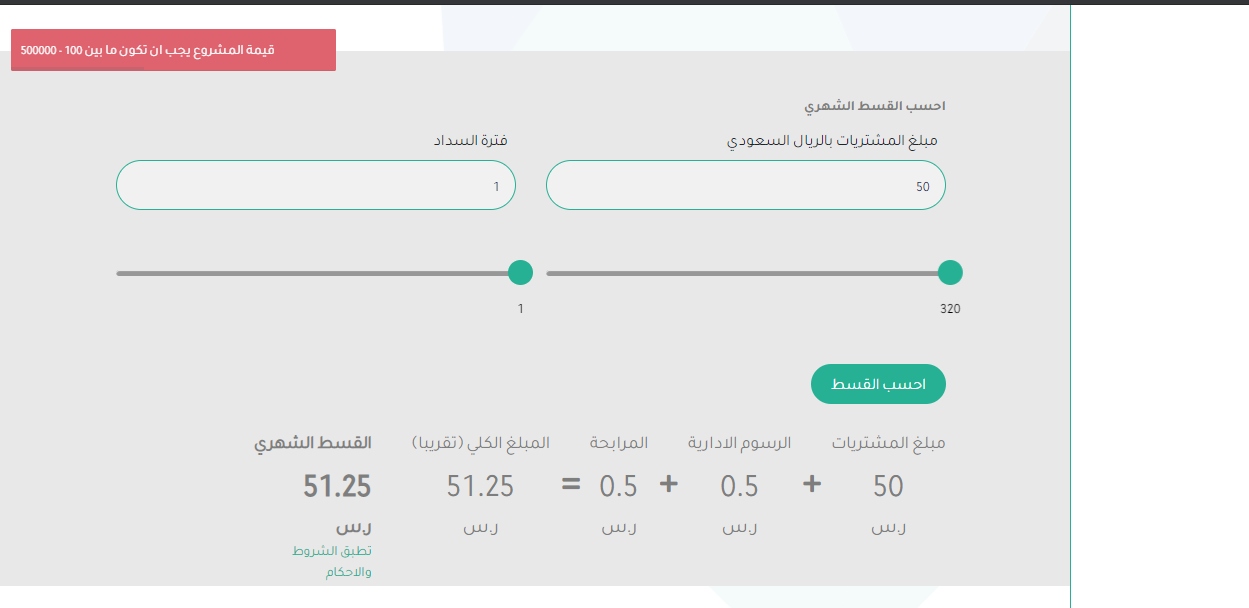 قيمة المشروع يجب ان تكون ما بين 100 - 500000
احسب القسط الشهري
مبلغ المشتريات بالريال السعودي
فترة السداد
50
1
320
1
احسب القسط
مبلغ المشتريات الرسوم الادارية المرابحة المبلغ الكلي (تقريبا) القسط الشهري
50 + 0.5 + 0.5 = 51.25 51.25
ر.س ر.س ر.س ر.س ر.س
تطبق الشروط
والاحكام